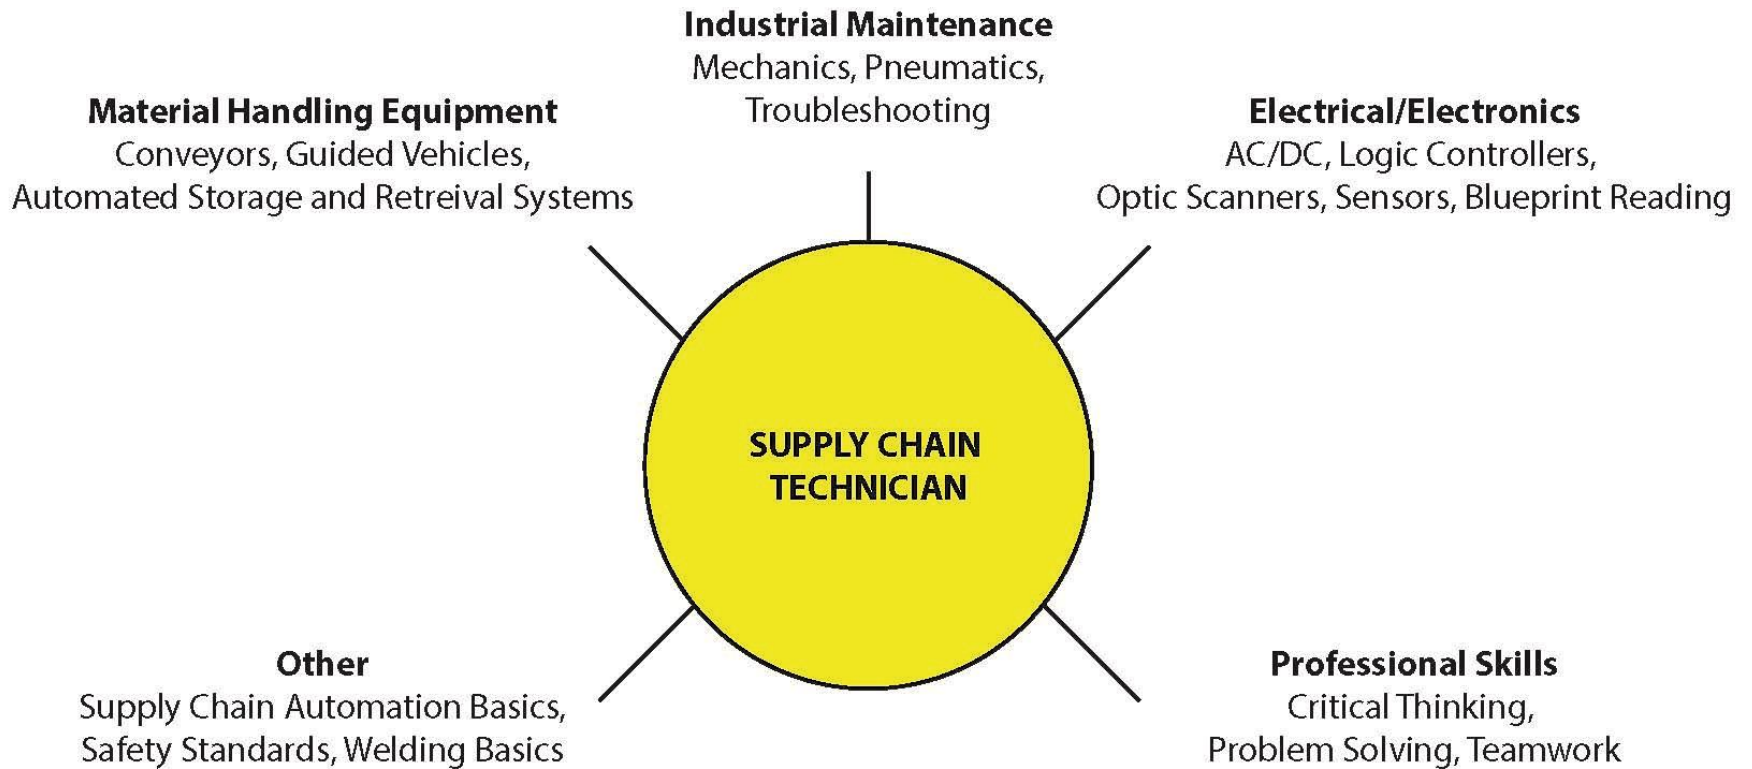 Industrial Maintenance
Mechanics, Pneumatics,
Troubleshooting
Material Handling Equipment
Conveyors, Guided Vehicles,
Automated Storage and Retreival Systems
Electrical/Electronics
AC/DC, Logic Controllers,
Optic Scanners, Sensors, Blueprint Reading
SUPPLY CHAIN
TECHNICIAN
Other
Supply Chain Automation Basics,
Safety Standards, Welding Basics
Professional Skills
Critical Thinking,
Problem Solving, Teamwork